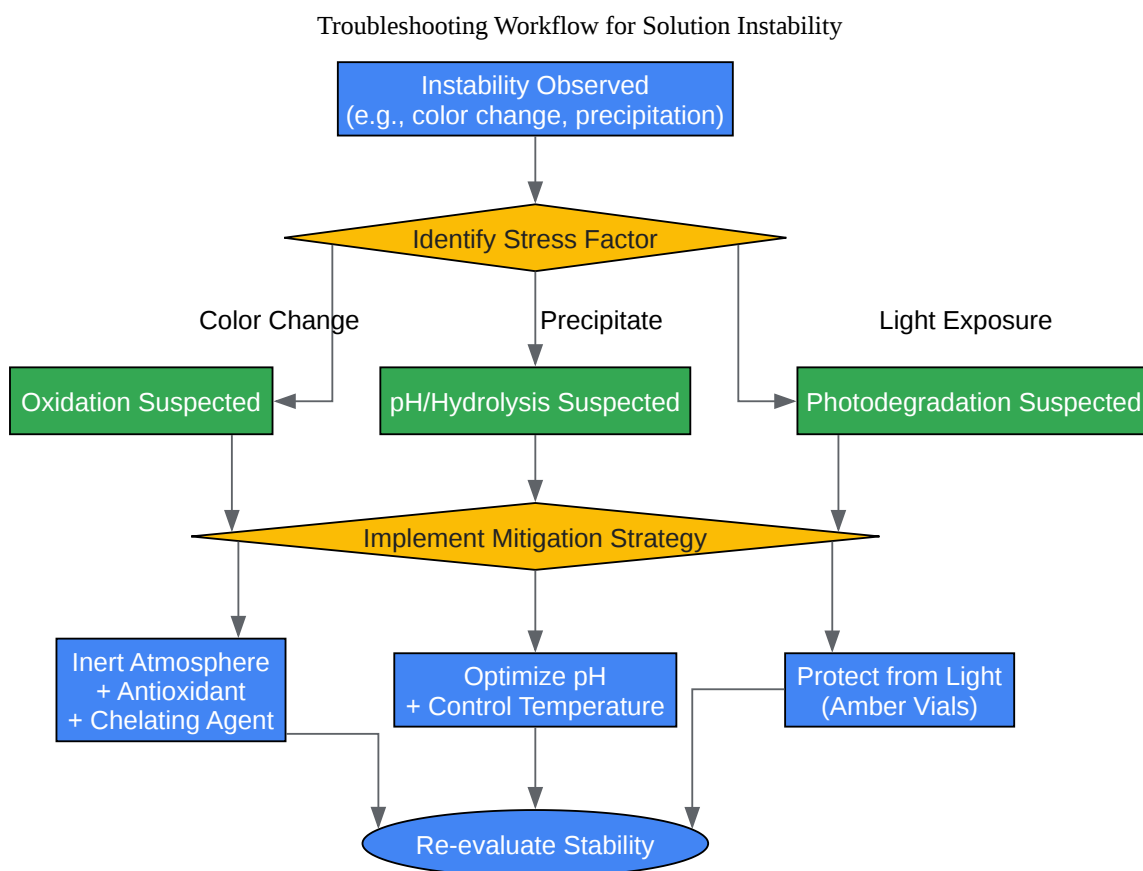 Troubleshooting Workflow for Solution Instability
Instability Observed
(e.g., color change, precipitation)
Identify Stress Factor
Color Change
Precipitate
Light Exposure
Oxidation Suspected
pH/Hydrolysis Suspected
Photodegradation Suspected
Implement Mitigation Strategy
Inert Atmosphere
+ Antioxidant
+ Chelating Agent
Optimize pH
+ Control Temperature
Protect from Light
(Amber Vials)
Re-evaluate Stability